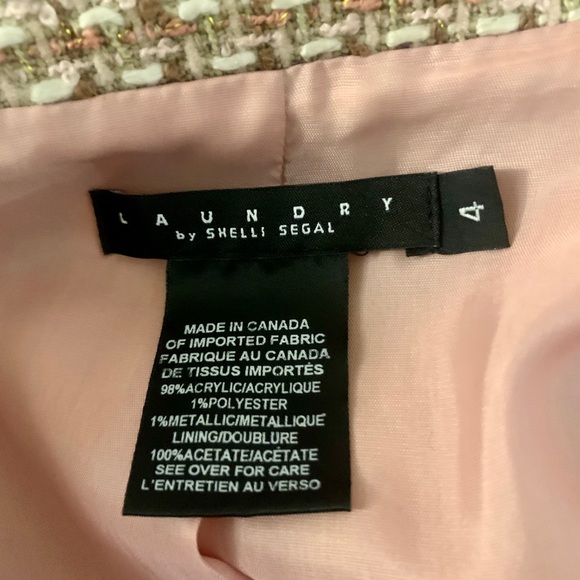 LAUNDRY
by SHELLI SEGAL
4
MADE IN CANADA
OF IMPORTED FABRIC
FABRIQUE AU CANADA
DE TISSUS IMPORTÉS
98%ACRYLIC/ACRYLIQUE
1%POLYESTER
1%METALLIC/METALLIQUE
LINING/DOUBLURE
100%ACETATE/ACÉTATE
SEE OVER FOR CARE
L'ENTRETIEN AU VERSO